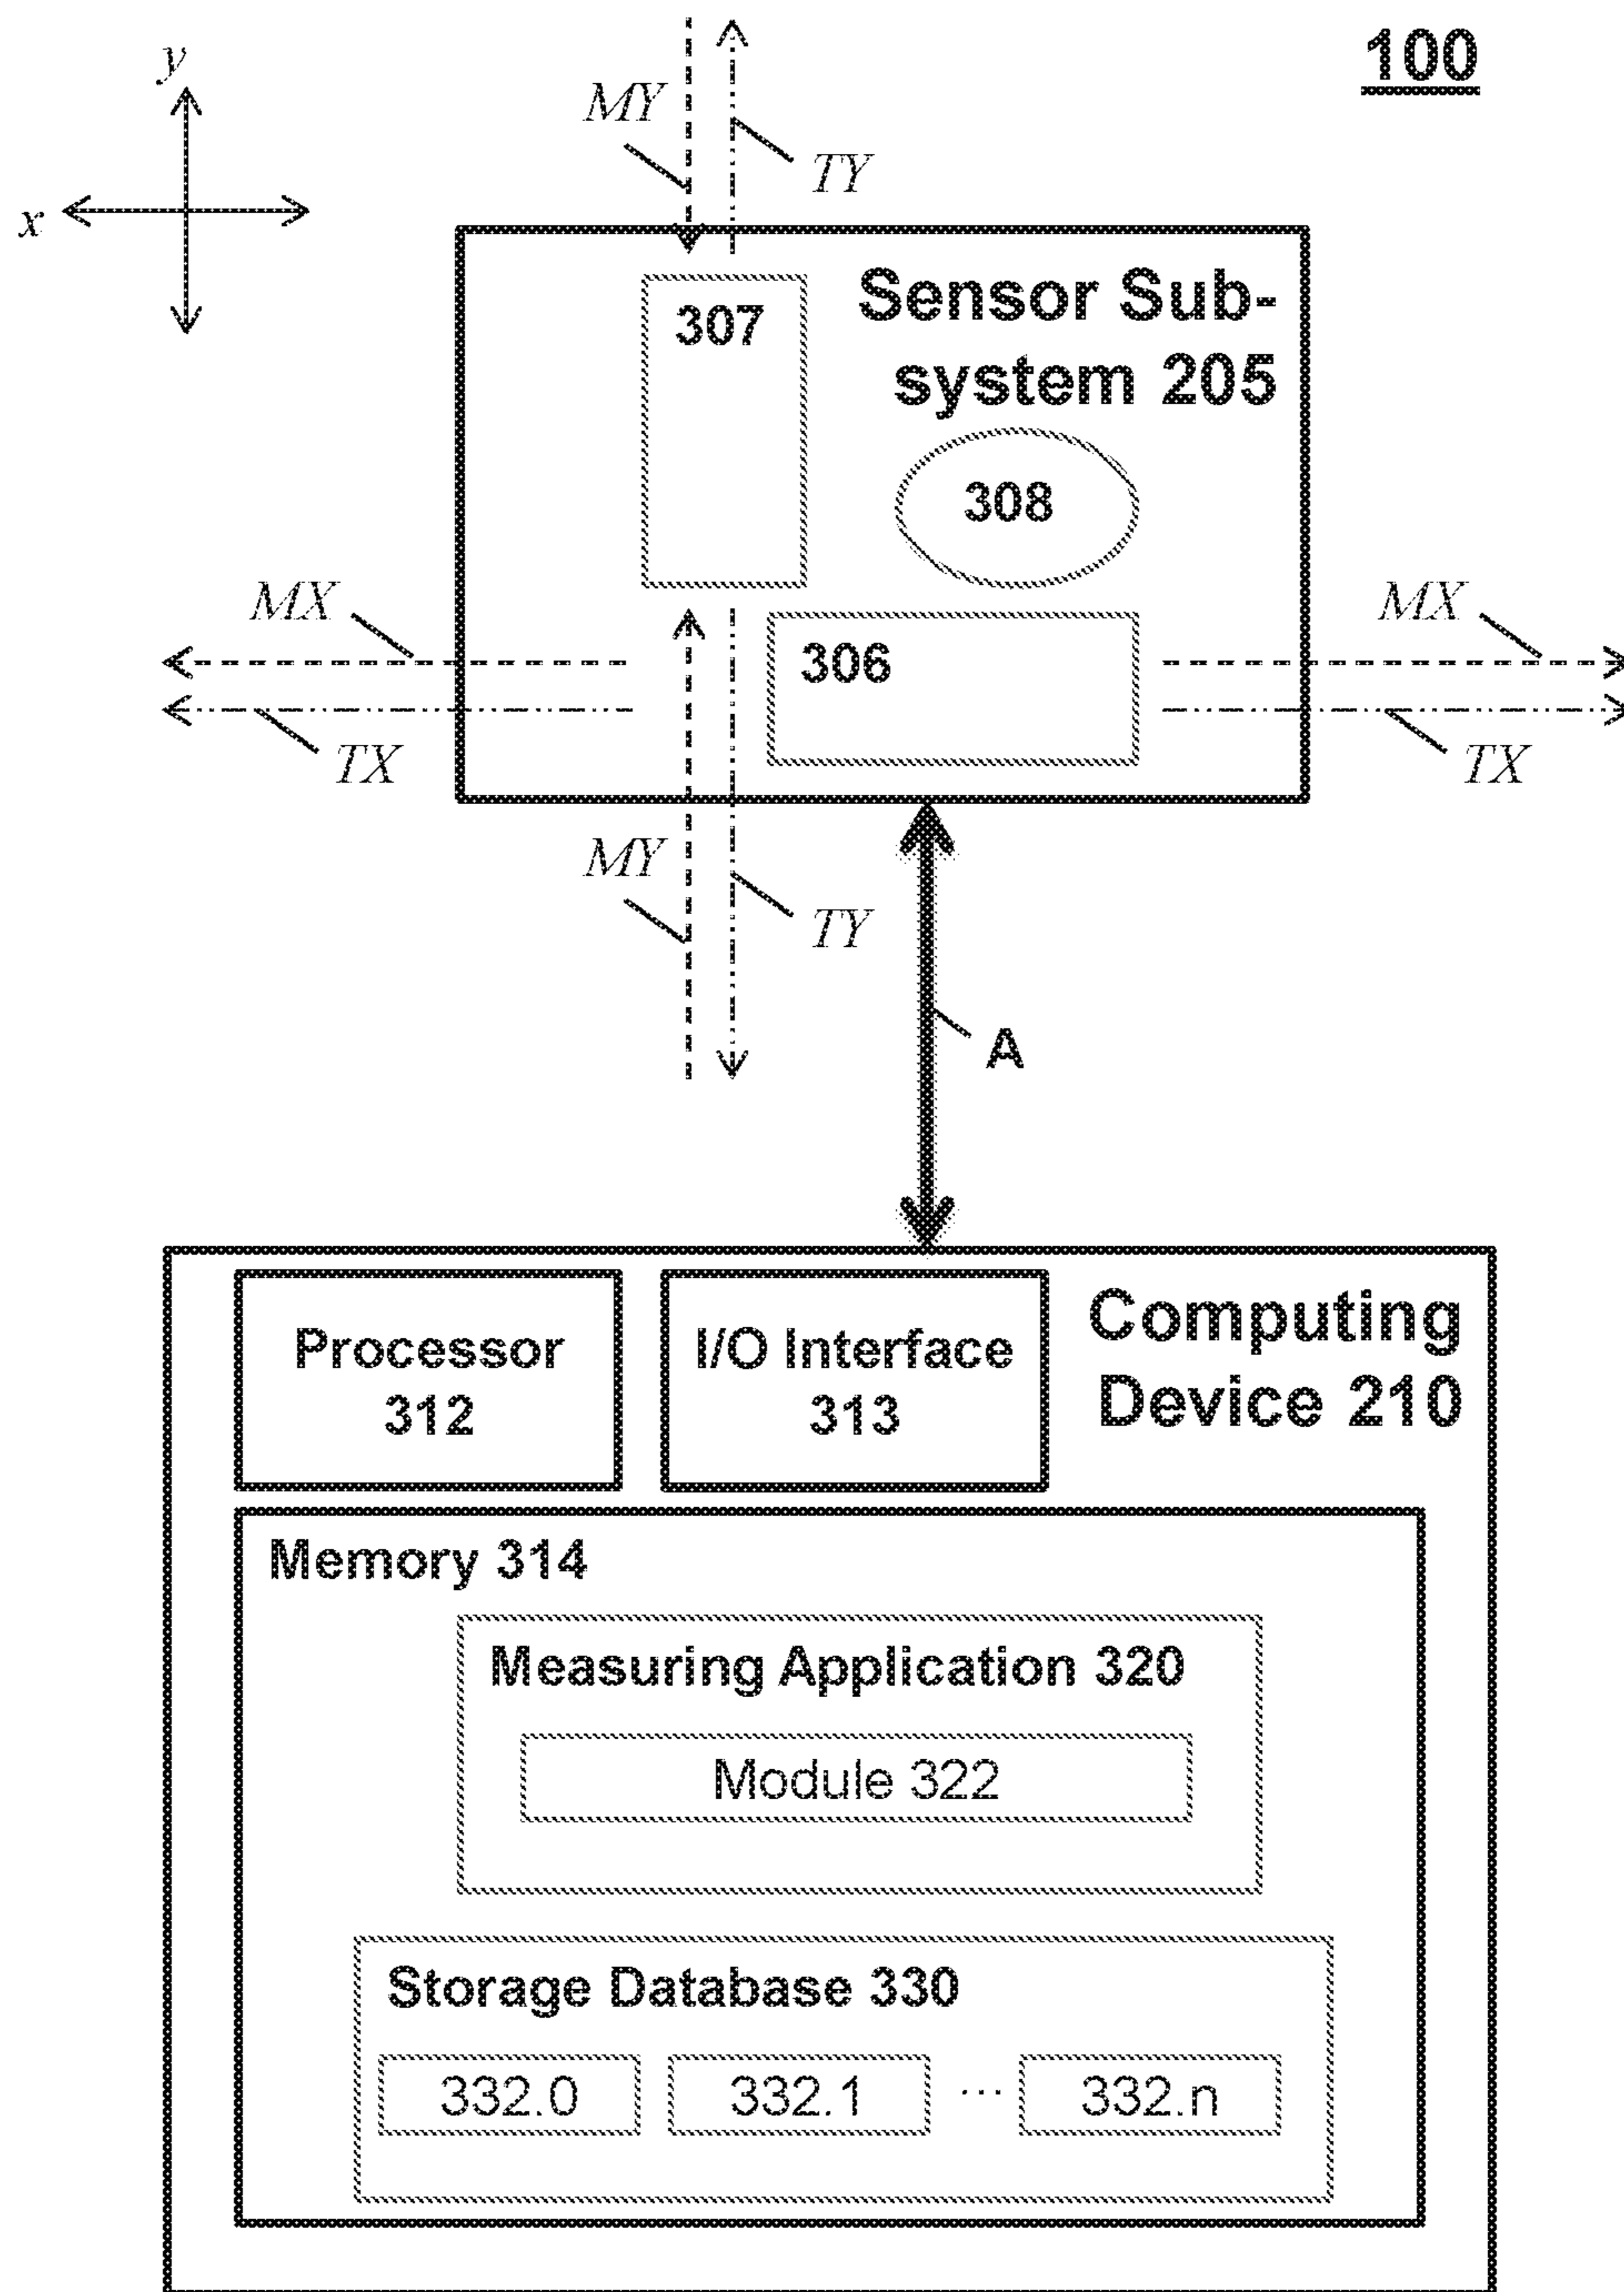 100
y
x
MY
TY
Sensor Sub-
system 205
307
308
MX
MX
306
TX
TX
MY
TY
A
Computing
Device 210
Processor
312
I/O Interface
313
Memory 314
Measuring Application 320
Module 322
Storage Database 330
332.0
332.1
...
332.n